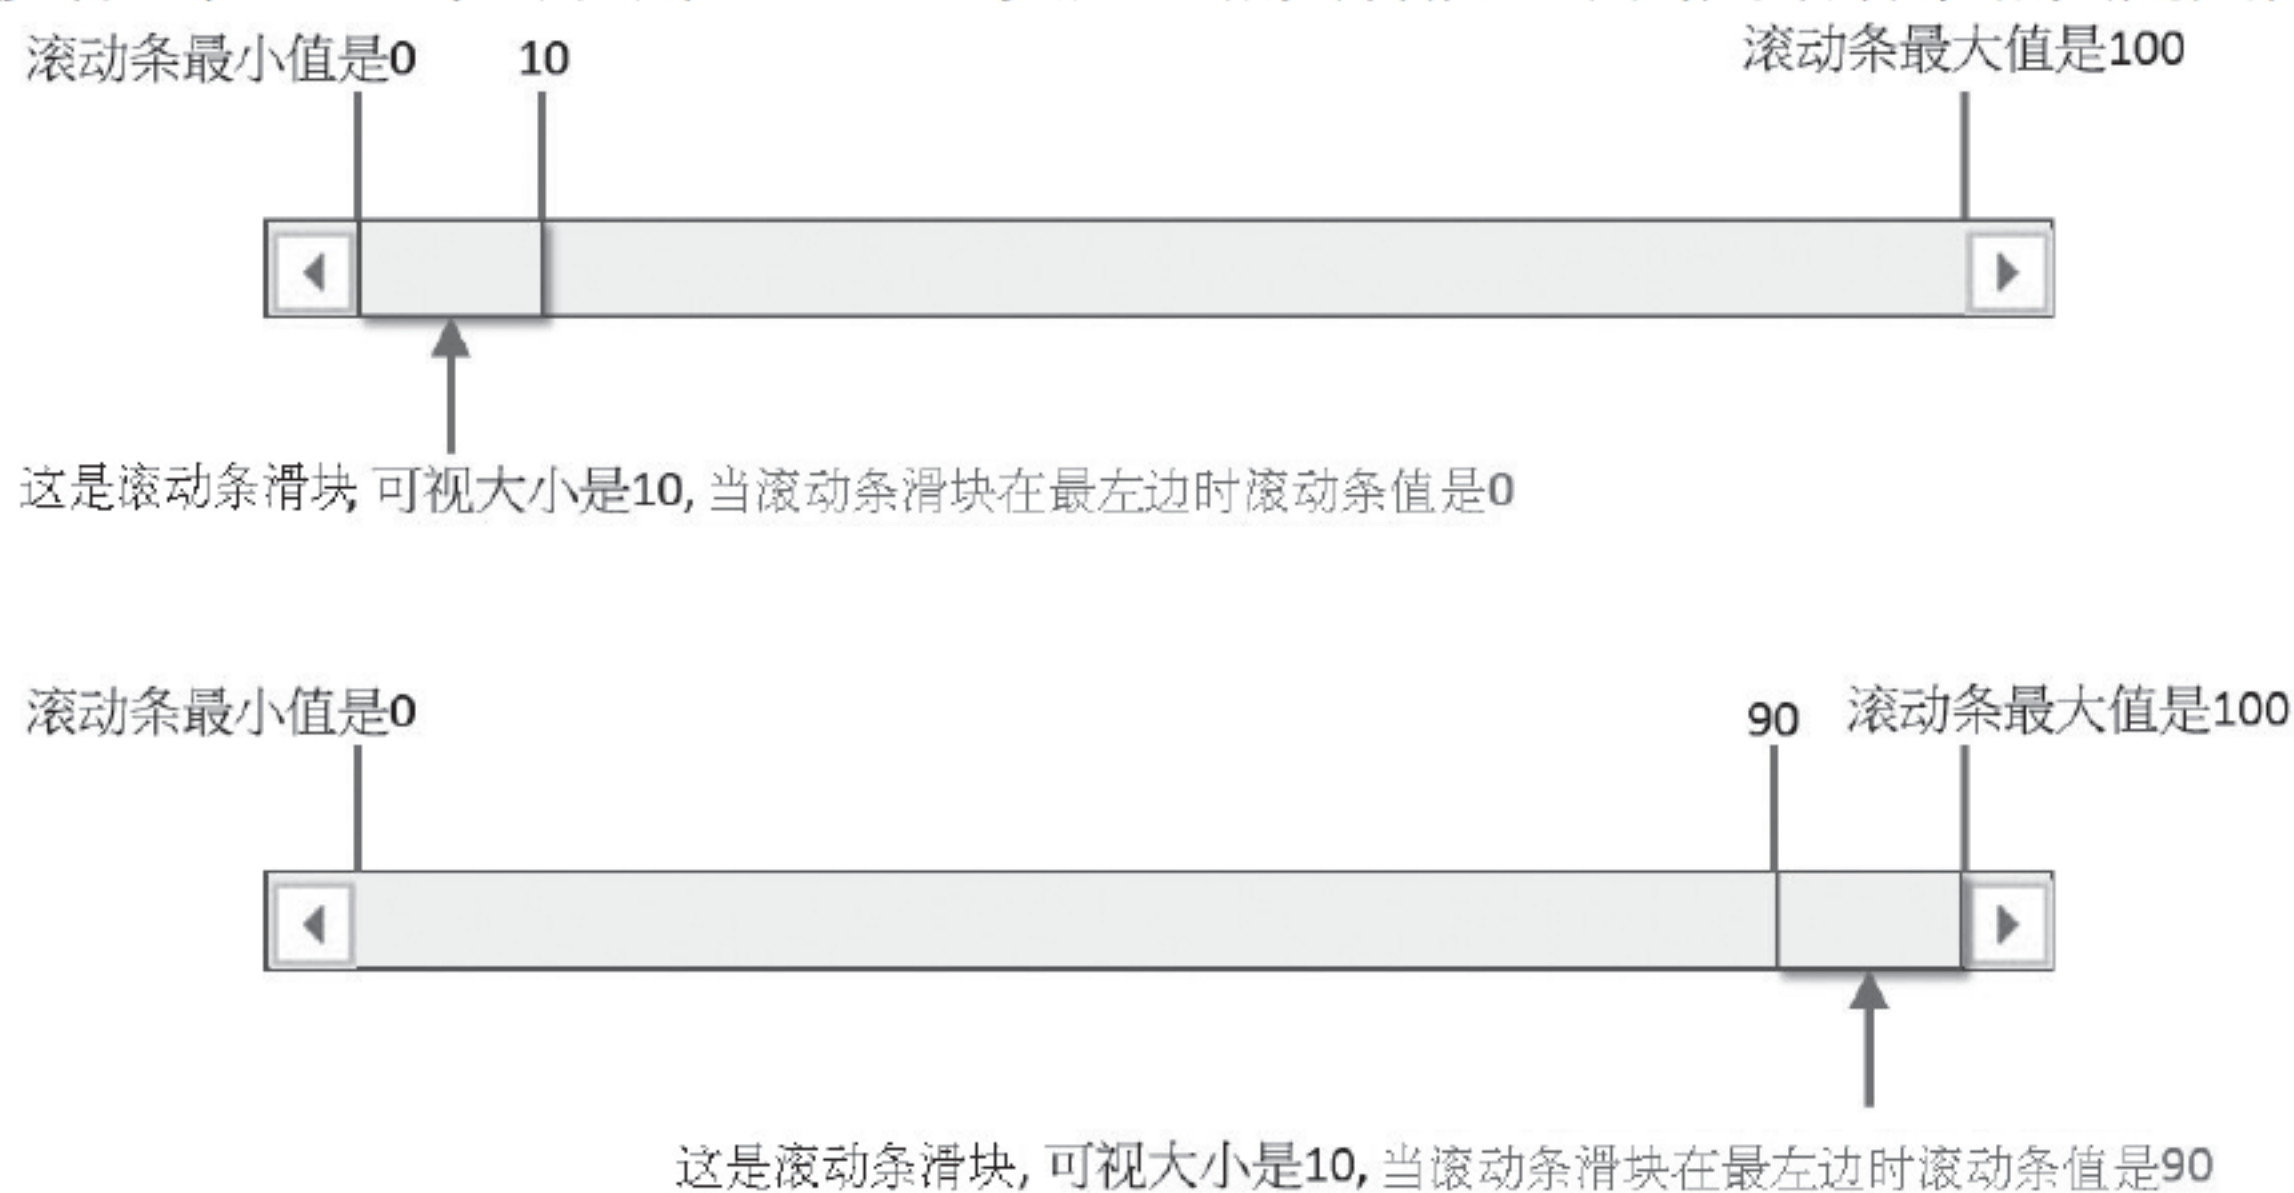 滚动条最小值是0 10 滚动条最大值是100
这是滚动条滑块, 可视大小是10, 当滚动条滑块在最左边时滚动条值是0
滚动条最小值是0 90 滚动条最大值是100
这是滚动条滑块, 可视大小是10, 当滚动条滑块在最左边时滚动条值是90